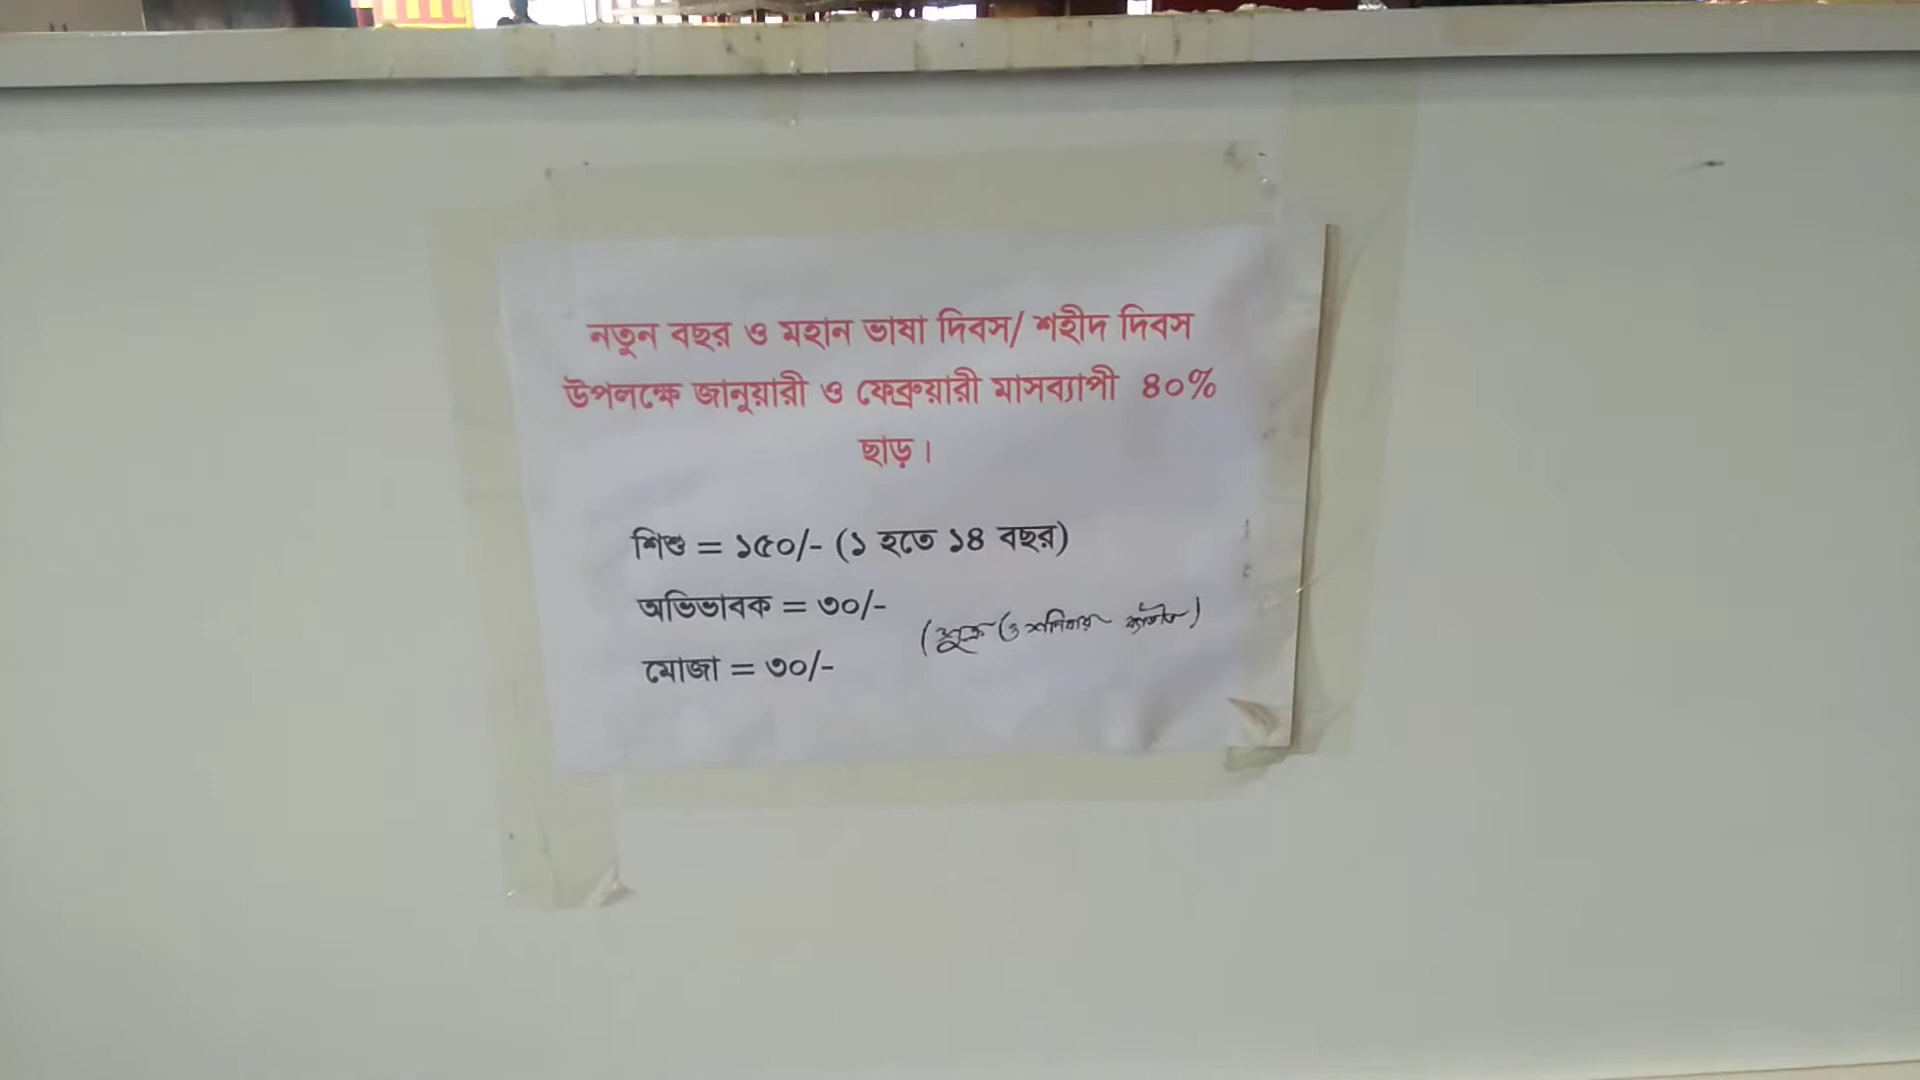 নতুন বছর ও মহান ভাষা দিবস/ শহীদ দিবস
উপলক্ষে জানুয়ারী ও ফেব্রুয়ারী মাসব্যাপী ৪০%
ছাড়।
শিশু = ১৫০/- (১ হতে ১৪ বছর)
অভিভাবক = ৩০/-
(শুক্র ও শনিবার ব্যতীত)
মোজা = ৩০/-